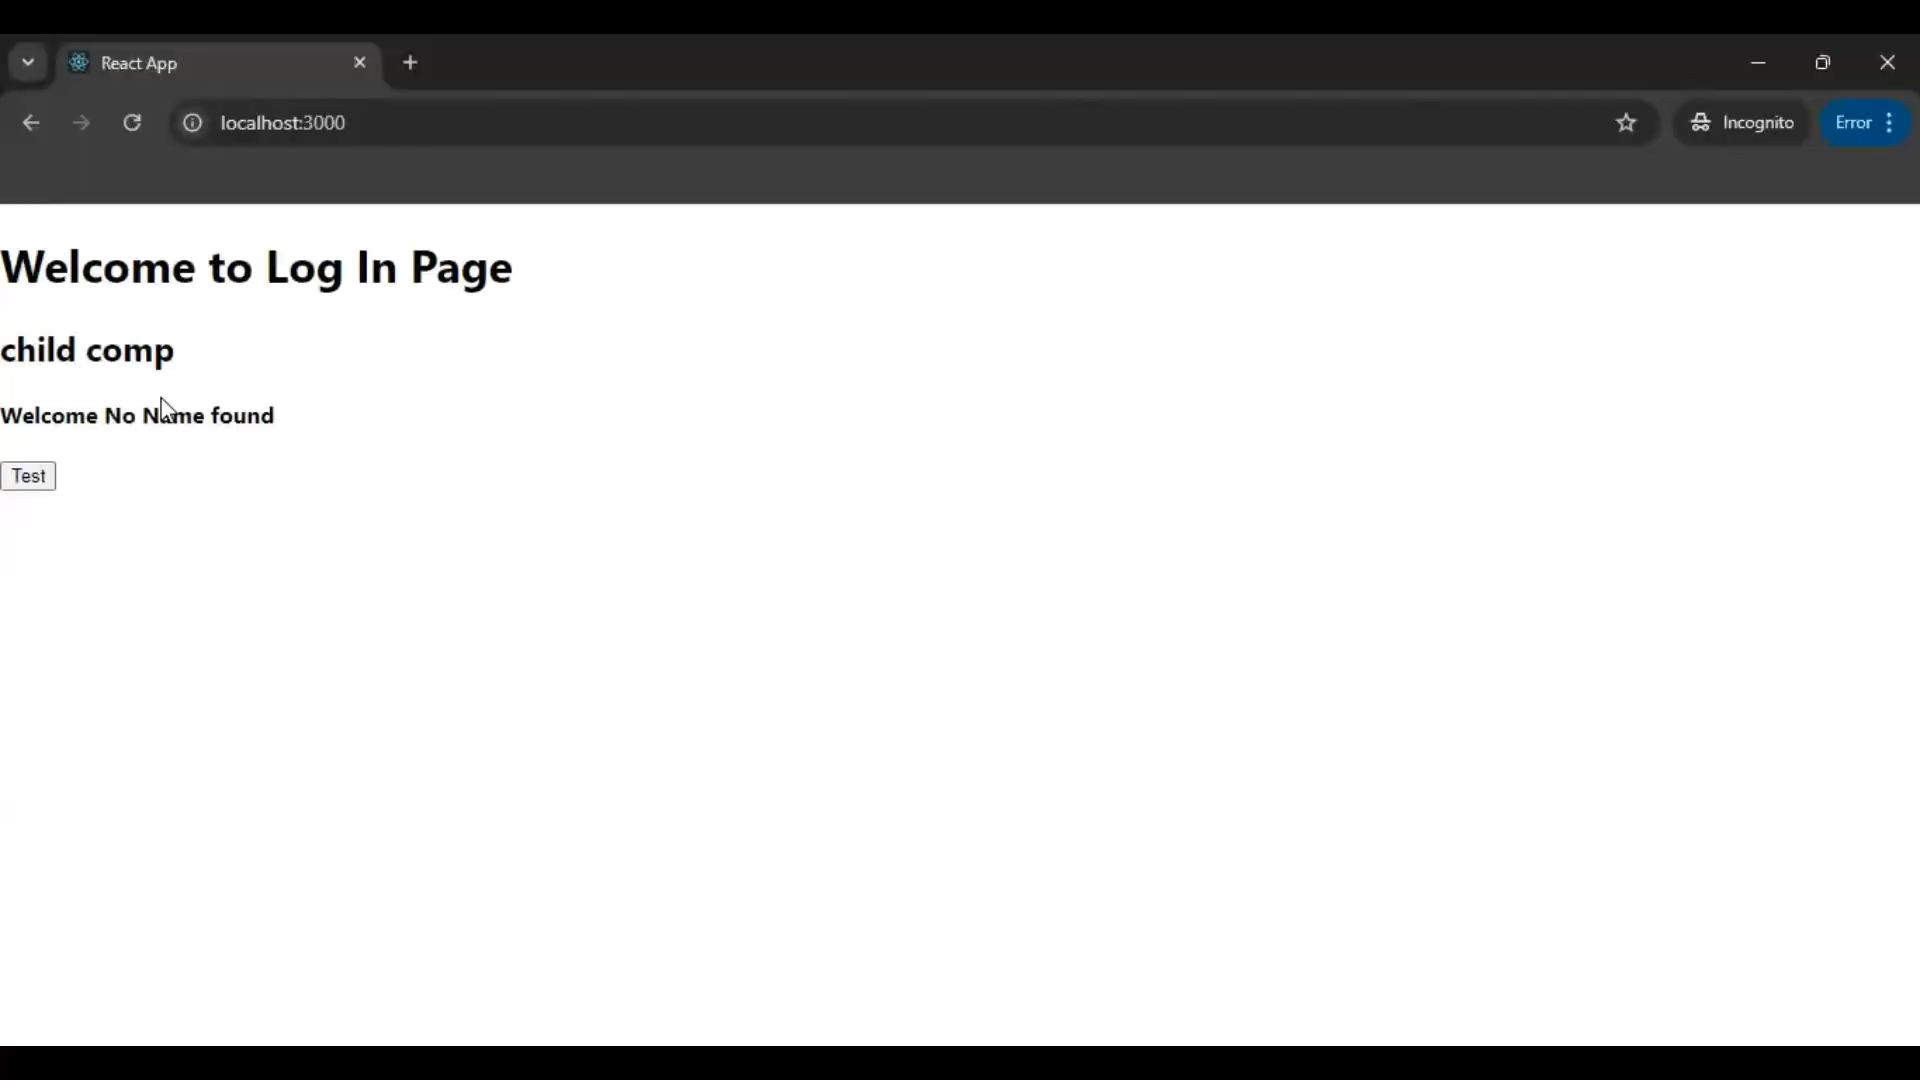 React App
localhost:3000
Incognito
Error
Welcome to Log In Page
child comp
Welcome No Name found
Test